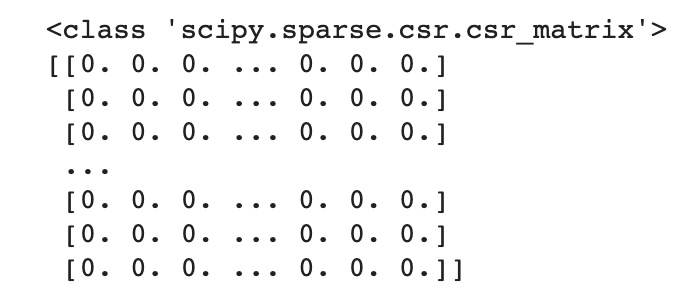 <class 'scipy.sparse.csr.csr_matrix'>
[[0. 0. 0. ... 0. 0. 0.]
 [0. 0. 0. ... 0. 0. 0.]
 [0. 0. 0. ... 0. 0. 0.]
 ...
 [0. 0. 0. ... 0. 0. 0.]
 [0. 0. 0. ... 0. 0. 0.]
 [0. 0. 0. ... 0. 0. 0.]]